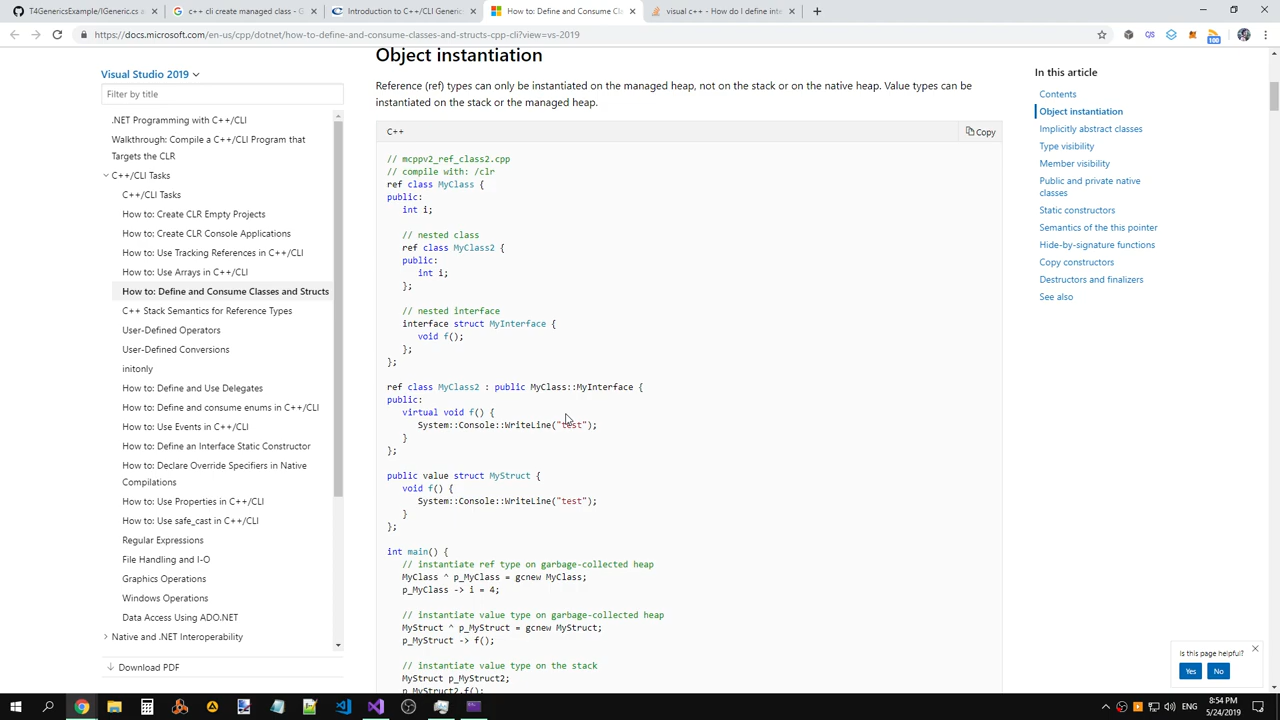 T4GenericsExample/IGeneric.cs a
c++ cli create managed class - G
Introduction to C++/CLI Generic
How to: Define and Consume Cla
visual c++ - How do I define inte
https://docs.microsoft.com/en-us/cpp/dotnet/how-to-define-and-consume-classes-and-structs-cpp-cli?view=vs-2019
100
Visual Studio 2019
Filter by title
.NET Programming with C++/CLI
Walkthrough: Compile a C++/CLI Program that
Targets the CLR
C++/CLI Tasks
C++/CLI Tasks
How to: Create CLR Empty Projects
How to: Create CLR Console Applications
How to: Use Tracking References in C++/CLI
How to: Use Arrays in C++/CLI
How to: Define and Consume Classes and Structs
C++ Stack Semantics for Reference Types
User-Defined Operators
User-Defined Conversions
initonly
How to: Define and Use Delegates
How to: Define and consume enums in C++/CLI
How to: Use Events in C++/CLI
How to: Define an Interface Static Constructor
How to: Declare Override Specifiers in Native
Compilations
How to: Use Properties in C++/CLI
How to: Use safe_cast in C++/CLI
Regular Expressions
File Handling and I-O
Graphics Operations
Windows Operations
Data Access Using ADO.NET
Native and .NET Interoperability
Download PDF
Object instantiation
Reference (ref) types can only be instantiated on the managed heap, not on the stack or on the native heap. Value types can be
instantiated on the stack or the managed heap.
C++
Copy
// mcppv2_ref_class2.cpp
// compile with: /clr
ref class MyClass {
public:
int i;
// nested class
ref class MyClass2 {
public:
int i;
};
// nested interface
interface struct MyInterface {
void f();
};
};
ref class MyClass2 : public MyClass::MyInterface {
public:
virtual void f() {
System::Console::WriteLine("test");
}
};
public value struct MyStruct {
void f() {
System::Console::WriteLine("test");
}
};
int main() {
// instantiate ref type on garbage-collected heap
MyClass ^ p_MyClass = gcnew MyClass;
p_MyClass -> i = 4;
// instantiate value type on garbage-collected heap
MyStruct ^ p_MyStruct = gcnew MyStruct;
p_MyStruct -> f();
// instantiate value type on the stack
MyStruct p_MyStruct2;
p_MyStruct2.f();
In this article
Contents
Object instantiation
Implicitly abstract classes
Type visibility
Member visibility
Public and private native
classes
Static constructors
Semantics of the this pointer
Hide-by-signature functions
Copy constructors
Destructors and finalizers
See also
Is this page helpful?
Yes
No
ENG
8:54 PM
5/24/2019